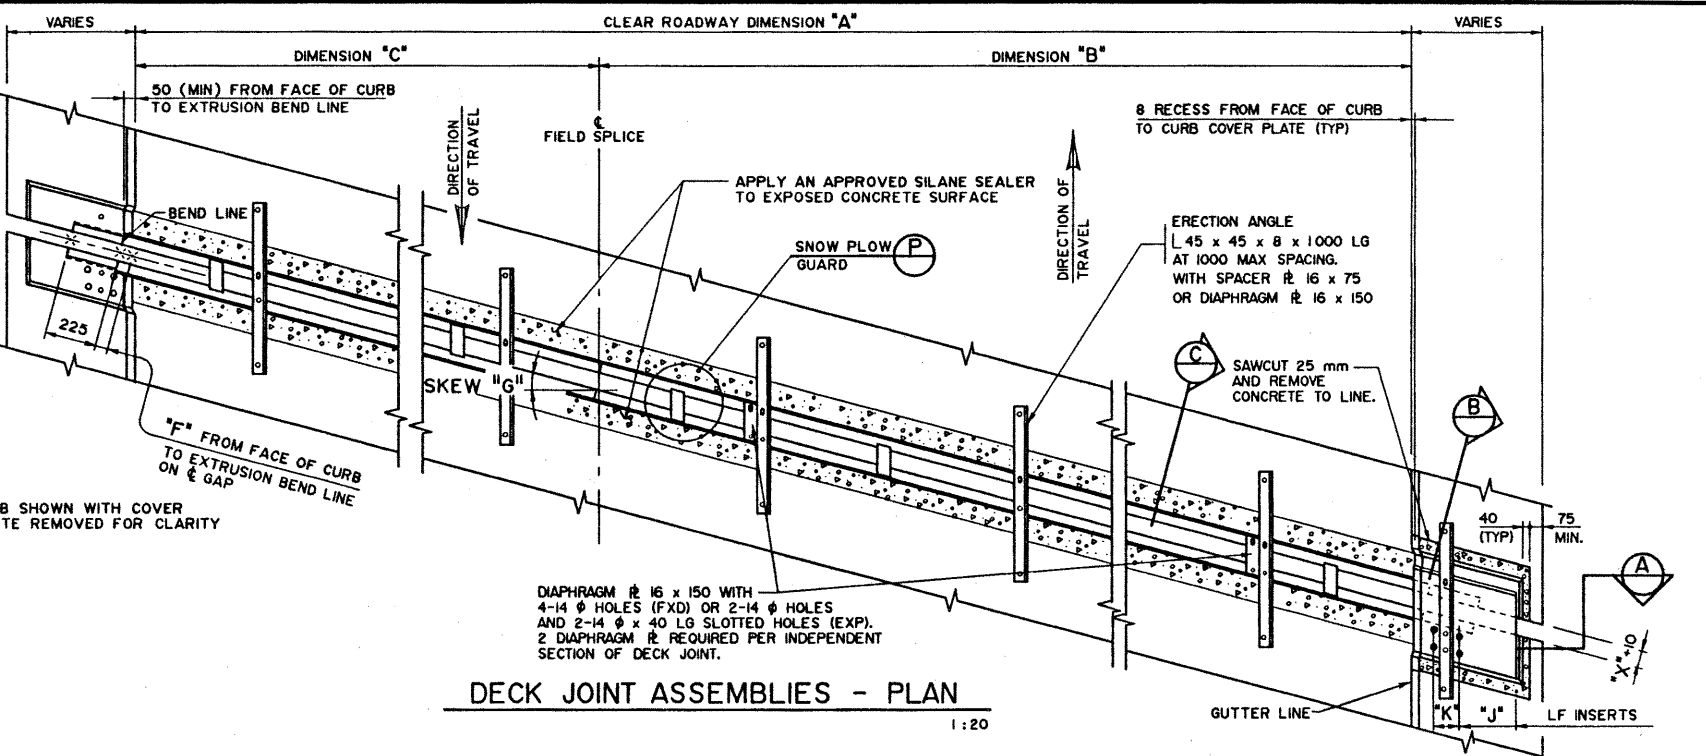 VARIES
CLEAR ROADWAY DIMENSION "A"
VARIES
DIMENSION "C"
DIMENSION "B"
50 (MIN) FROM FACE OF CURB
TO EXTRUSION BEND LINE
DIRECTION
OF TRAVEL
℄
FIELD SPLICE
8 RECESS FROM FACE OF CURB
TO CURB COVER PLATE (TYP)
APPLY AN APPROVED SILANE SEALER
TO EXPOSED CONCRETE SURFACE
DIRECTION OF
TRAVEL
BEND LINE
SNOW PLOW
GUARD
P
ERECTION ANGLE
L 45 x 45 x 8 x 1000 LG
AT 1000 MAX SPACING.
WITH SPACER ⅊ 16 x 75
OR DIAPHRAGM ⅊ 16 x 150
225
SKEW "G"
C
SAWCUT 25 mm
AND REMOVE
CONCRETE TO LINE.
B
"F" FROM FACE OF CURB
TO EXTRUSION BEND LINE
ON ℄ GAP
B SHOWN WITH COVER
TE REMOVED FOR CLARITY
40
(TYP)
75
MIN.
A
DIAPHRAGM ⅊ 16 x 150 WITH
4-14 ϕ HOLES (FXD) OR 2-14 ϕ HOLES
AND 2-14 ϕ x 40 LG SLOTTED HOLES (EXP).
2 DIAPHRAGM ⅊ REQUIRED PER INDEPENDENT
SECTION OF DECK JOINT.
"X"+10
DECK JOINT ASSEMBLIES - PLAN
1:20
GUTTER LINE
"K"
"J"
LF INSERTS